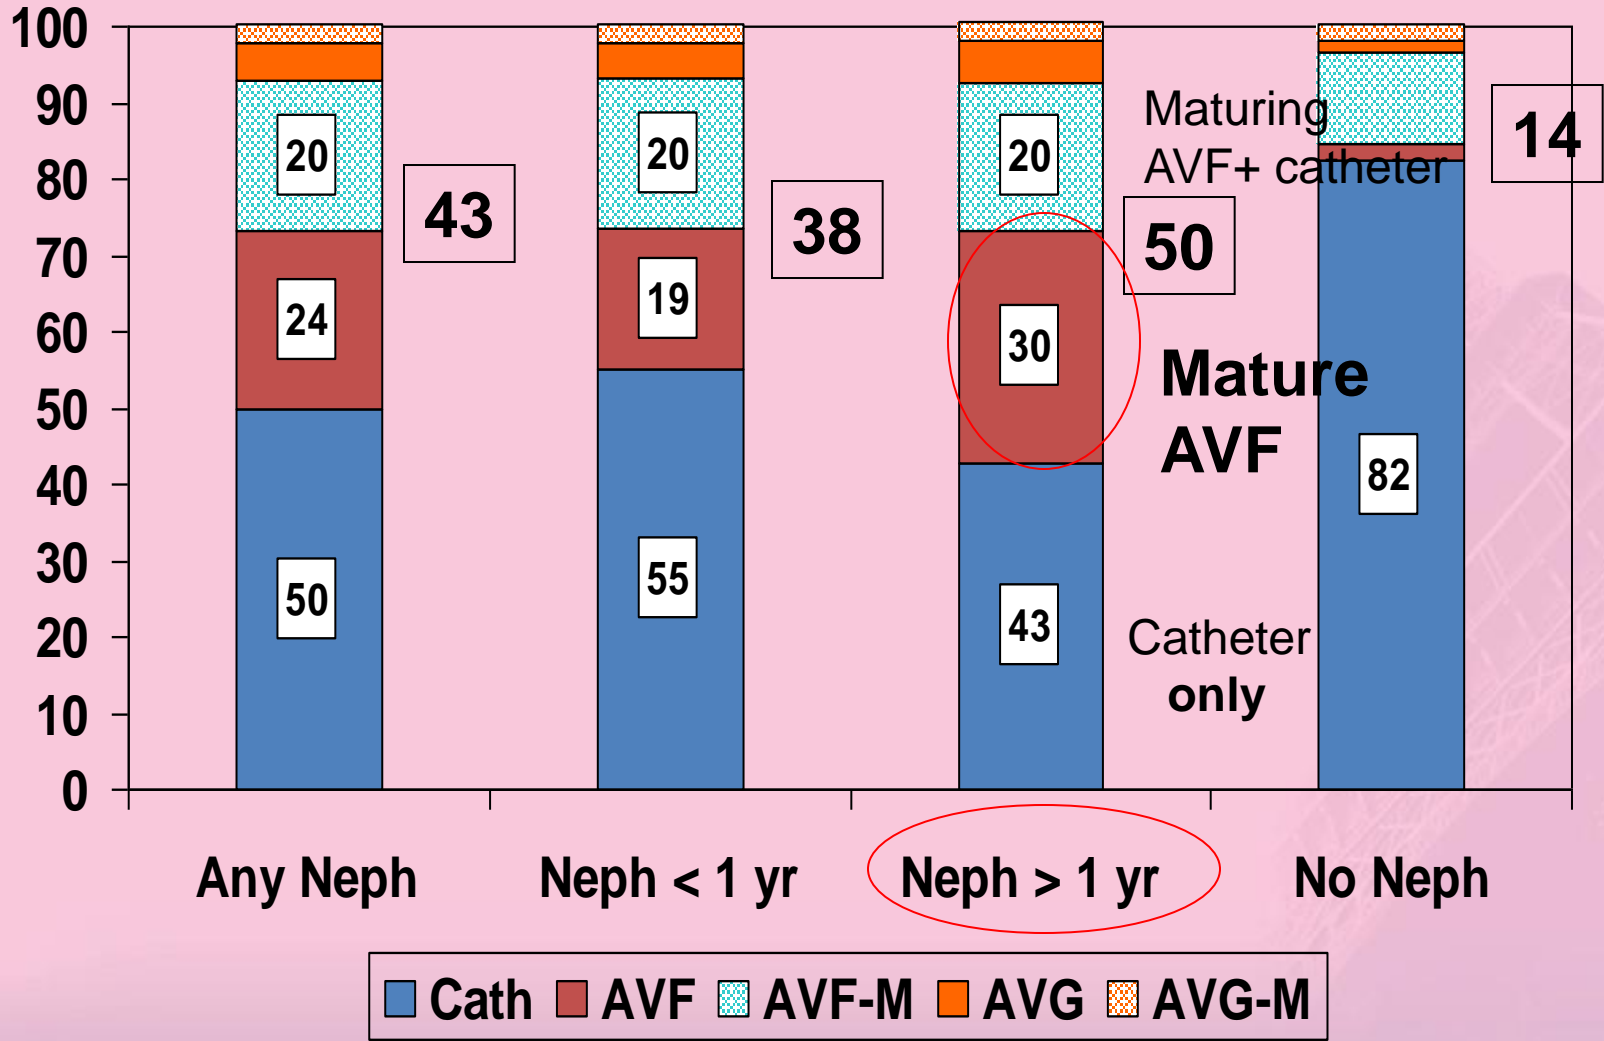 100
90
80
70
60
50
40
30
20
10
0
20
24
50
43
20
19
55
38
20
30
43
50
Maturing
AVF+ catheter
Mature
AVF
Catheter
only
82
14
Any Neph
Neph < 1 yr
Neph > 1 yr
No Neph
Cath AVF AVF-M AVG AVG-M